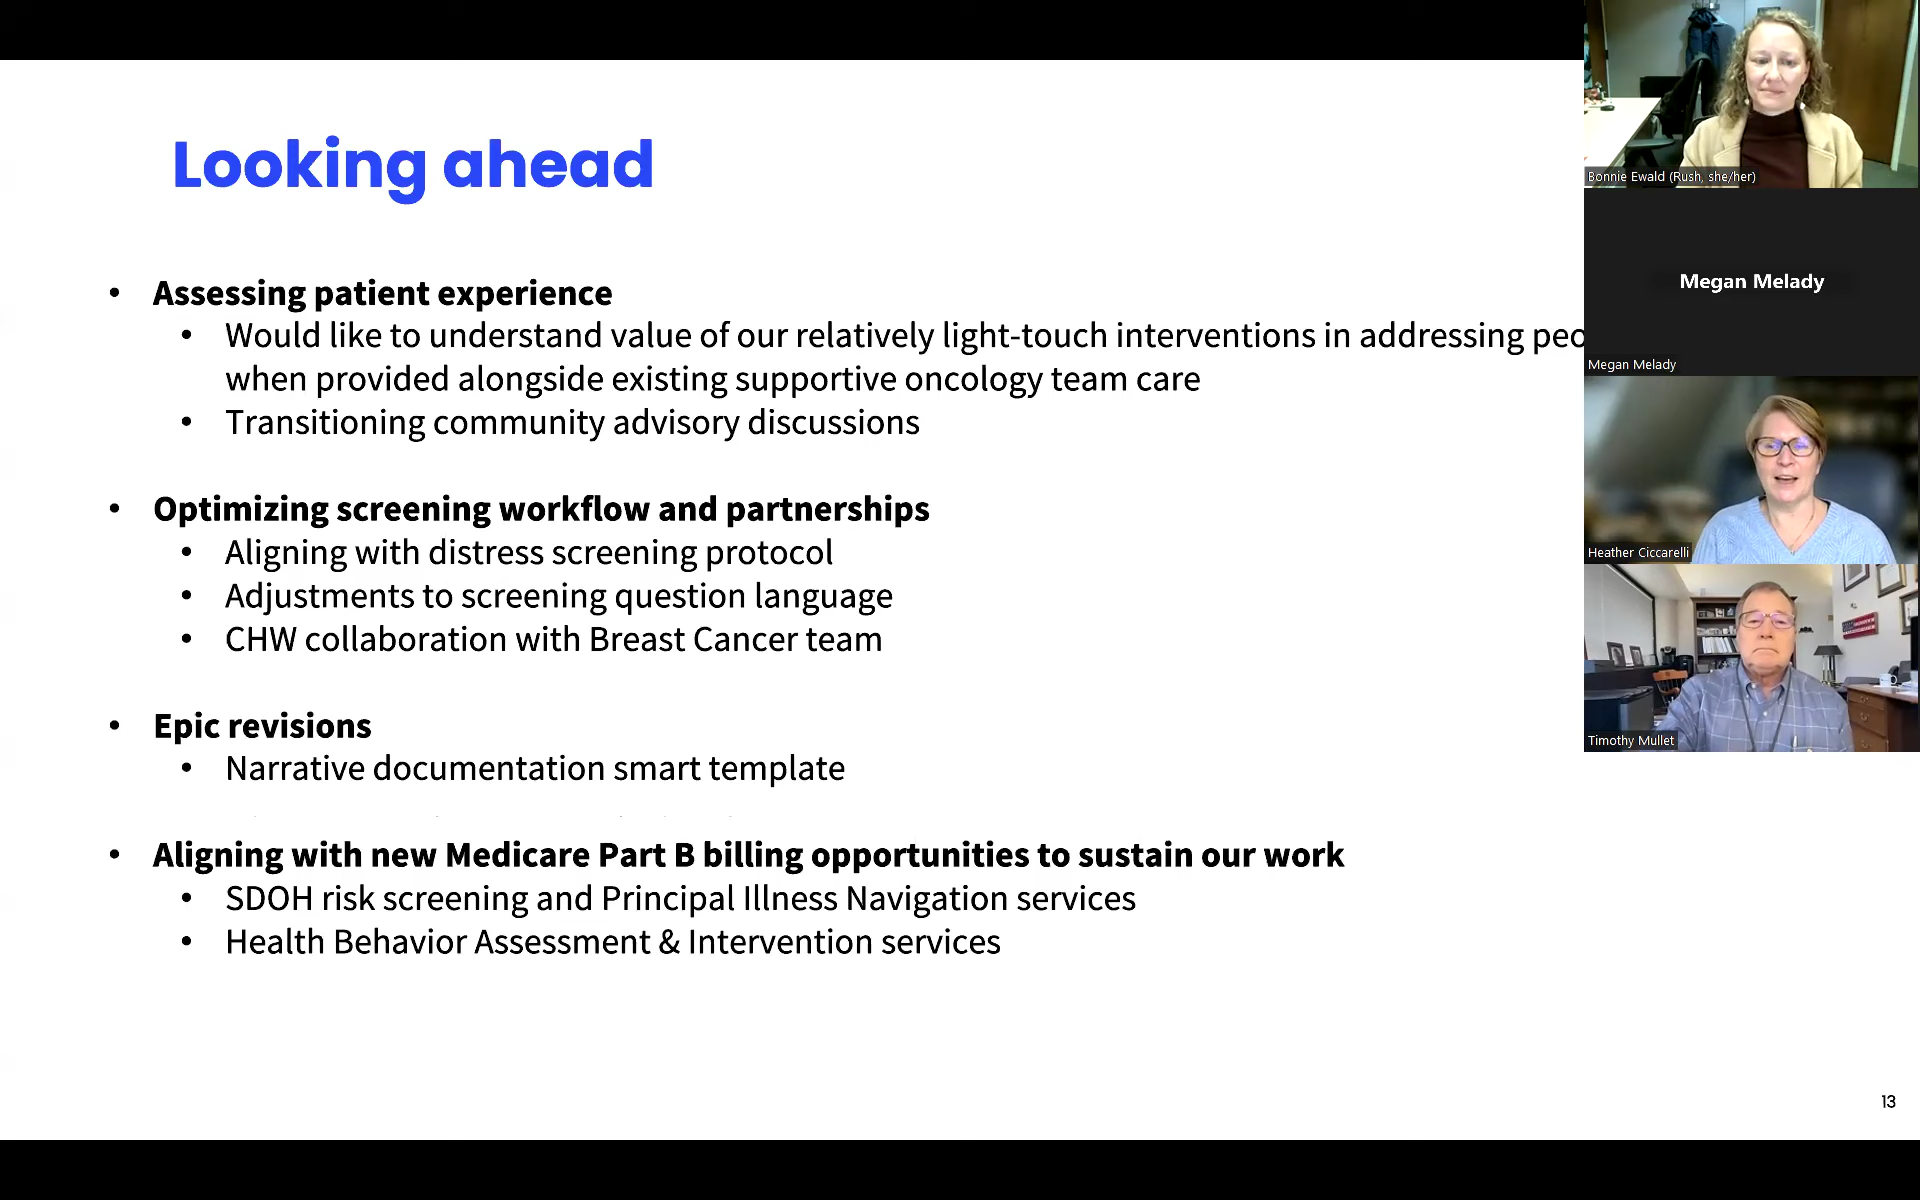 Looking ahead
• Assessing patient experience
• Would like to understand value of our relatively light-touch interventions in addressing
when provided alongside existing supportive oncology team care
• Transitioning community advisory discussions
• Optimizing screening workflow and partnerships
• Aligning with distress screening protocol
• Adjustments to screening question language
• CHW collaboration with Breast Cancer team
• Epic revisions
• Narrative documentation smart template
• Aligning with new Medicare Part B billing opportunities to sustain our work
• SDOH risk screening and Principal Illness Navigation services
• Health Behavior Assessment & Intervention services
13
Bonnie Ewald (Rush, she/her)
Megan Melady
Megan Melady
Heather Ciccarelli
Timothy Mullet